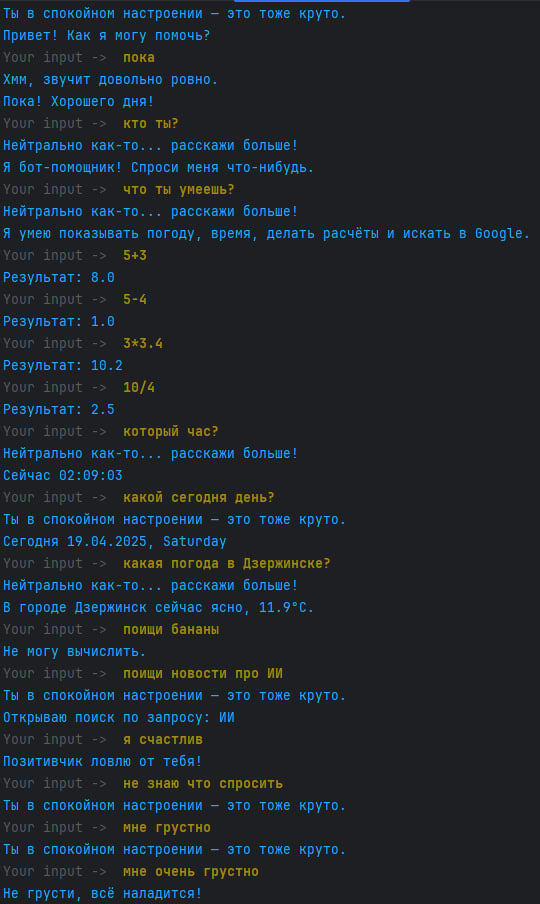 Ты в спокойном настроении — это тоже круто.
Привет! Как я могу помочь?
Your input -> пока
Хмм, звучит довольно ровно.
Пока! Хорошего дня!
Your input -> кто ты?
Нейтрально как-то... расскажи больше!
Я бот-помощник! Спроси меня что-нибудь.
Your input -> что ты умеешь?
Нейтрально как-то... расскажи больше!
Я умею показывать погоду, время, делать расчёты и искать в Google.
Your input -> 5+3
Результат: 8.0
Your input -> 5-4
Результат: 1.0
Your input -> 3*3.4
Результат: 10.2
Your input -> 10/4
Результат: 2.5
Your input -> который час?
Нейтрально как-то... расскажи больше!
Сейчас 02:09:03
Your input -> какой сегодня день?
Ты в спокойном настроении — это тоже круто.
Сегодня 19.04.2025, Saturday
Your input -> какая погода в Дзержинске?
Нейтрально как-то... расскажи больше!
В городе Дзержинск сейчас ясно, 11.9°C.
Your input -> поищи бананы
Не могу вычислить.
Your input -> поищи новости про ИИ
Ты в спокойном настроении — это тоже круто.
Открываю поиск по запросу: ИИ
Your input -> я счастлив
Позитивчик ловлю от тебя!
Your input -> не знаю что спросить
Ты в спокойном настроении — это тоже круто.
Your input -> мне грустно
Ты в спокойном настроении — это тоже круто.
Your input -> мне очень грустно
Не грусти, всё наладится!